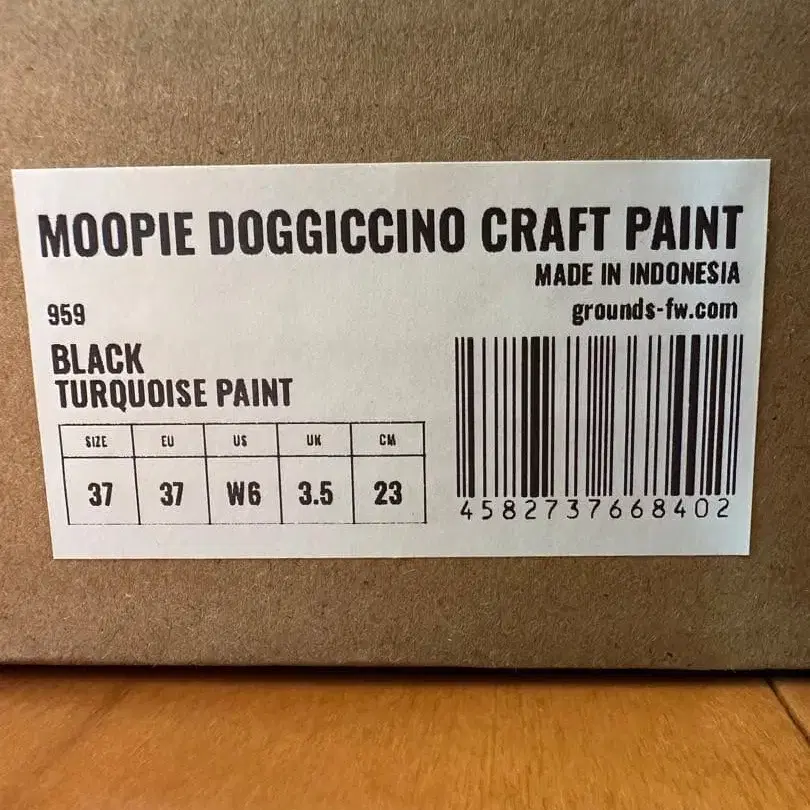 MOOPIE DOGGICCINO CRAFT PAINT
MADE IN INDONESIA
959
grounds-fw.com
BLACK
TURQUOISE PAINT
SIZE EU US UK CM
37 37 W6 3.5 23
4582737668402